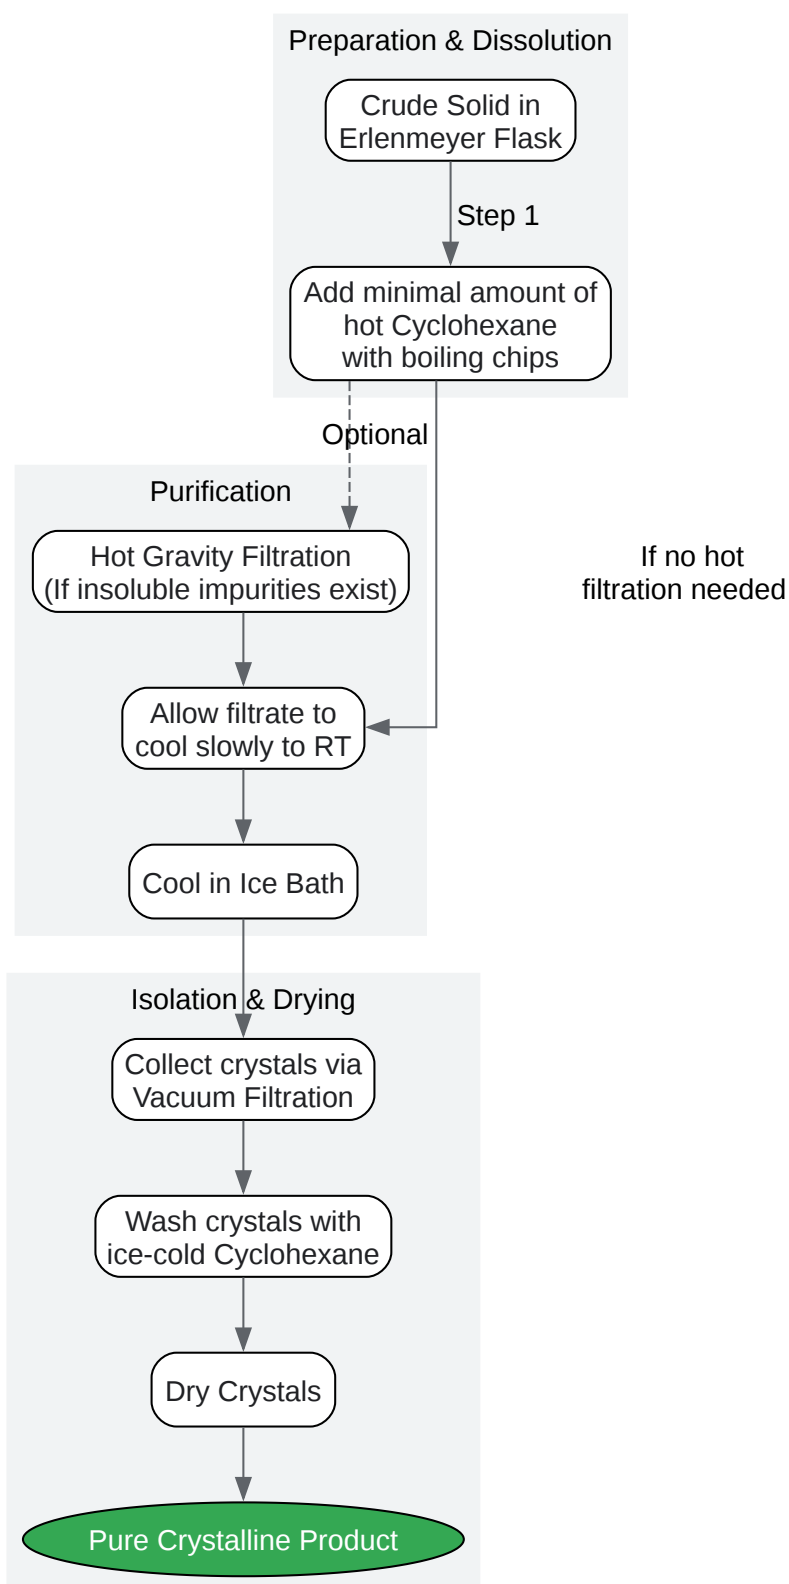 Preparation & Dissolution
Crude Solid in
Erlenmeyer Flask
Step 1
Add minimal amount of
hot Cyclohexane
with boiling chips
Optional
Purification
Hot Gravity Filtration
(If insoluble impurities exist)
If no hot
filtration needed
Allow filtrate to
cool slowly to RT
Cool in Ice Bath
Isolation & Drying
Collect crystals via
Vacuum Filtration
Wash crystals with
ice-cold Cyclohexane
Dry Crystals
Pure Crystalline Product